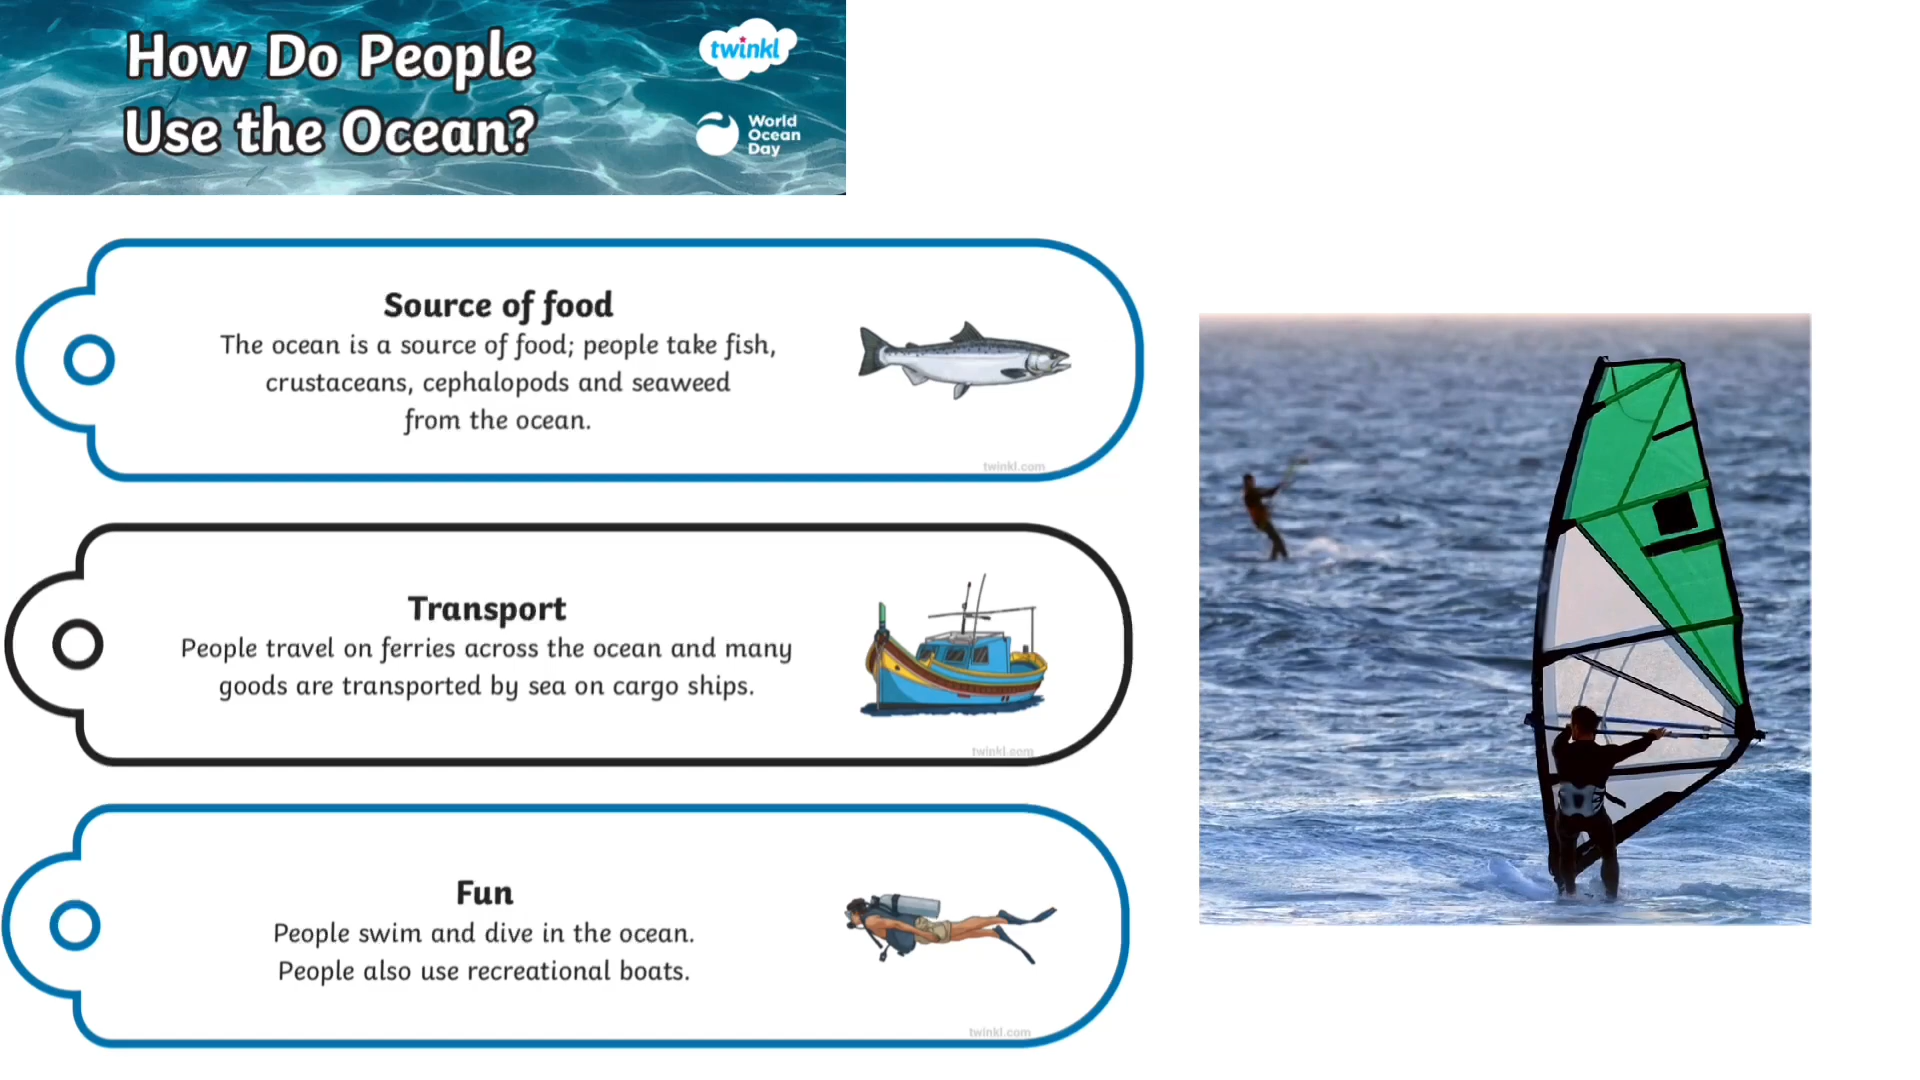 How Do People
Use the Ocean?
twinkl
World
Ocean
Day
Source of food
The ocean is a source of food; people take fish,
crustaceans, cephalopods and seaweed
from the ocean.
twinkl.com
Transport
People travel on ferries across the ocean and many
goods are transported by sea on cargo ships.
twinkl.com
Fun
People swim and dive in the ocean.
People also use recreational boats.
twinkl.com